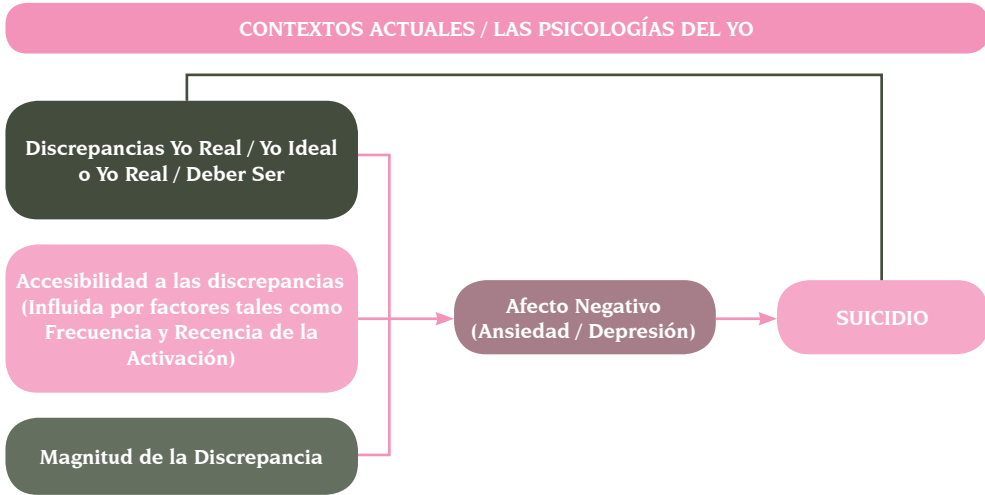 CONTEXTOS ACTUALES / LAS PSICOLOGÍAS DEL YO
Discrepancias Yo Real / Yo Ideal
o Yo Real / Deber Ser
Accesibilidad a las discrepancias
(Influida por factores tales como
Frecuencia y Recencia de la
Activación)
Afecto Negativo
(Ansiedad / Depresión)
SUICIDIO
Magnitud de la Discrepancia